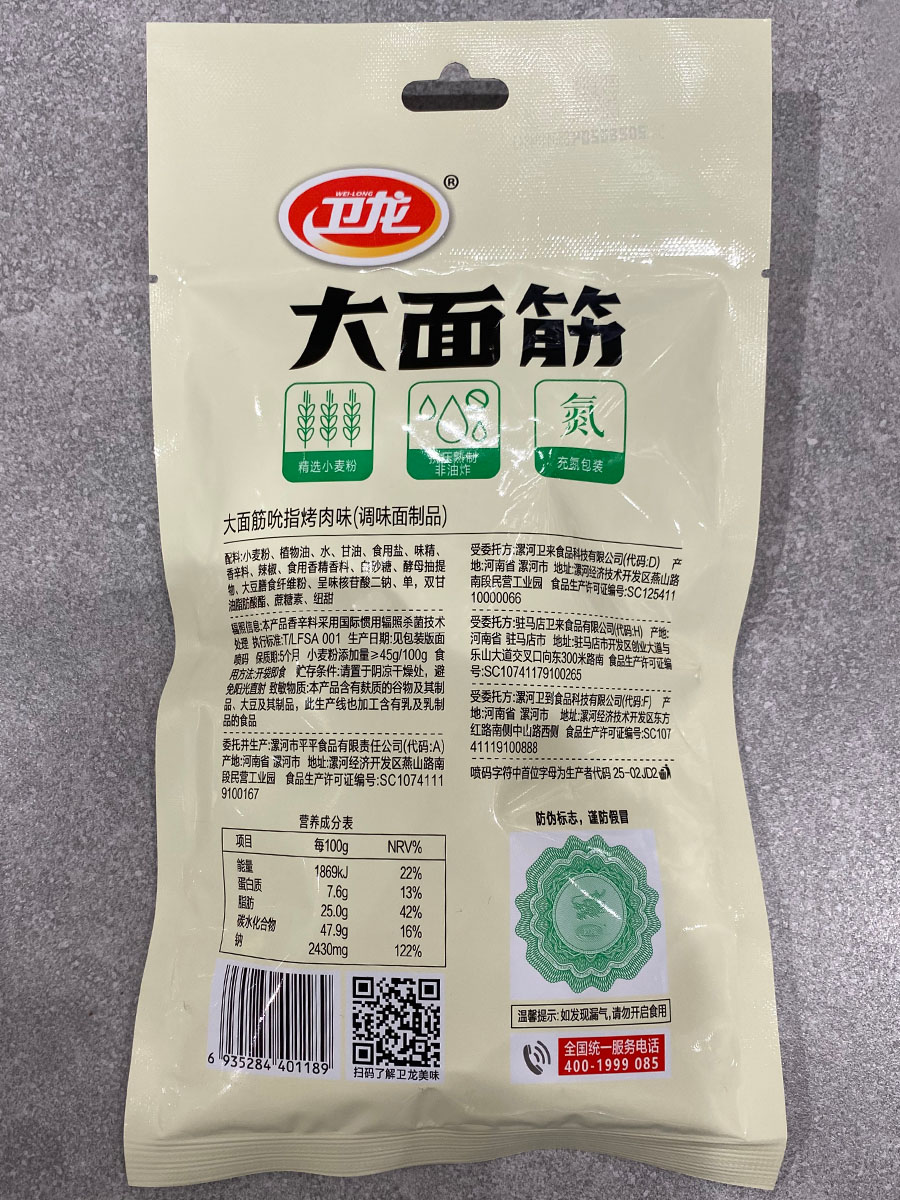 WEI-LONG
卫龙®
大面筋
精选小麦粉
挤压熟制
非油炸
氮
充氮包装
大面筋吮指烤肉味(调味面制品)
配料:小麦粉、植物油、水、甘油、食用盐、味精、
香辛料、辣椒、食用香精香料、白砂糖、酵母抽提
物、大豆膳食纤维粉、呈味核苷酸二钠、单，双甘
油脂肪酸酯、蔗糖素、纽甜
辐照信息:本产品香辛料采用国际惯用辐照杀菌技术
处理 执行标准:T/LFSA 001 生产日期:见包装版面
喷码 保质期:5个月 小麦粉添加量≥45g/100g 食
用方法:开袋即食 贮存条件:请置于阴凉干燥处，避
免阳光直射 致敏物质:本产品含有麸质的谷物及其制
品、大豆及其制品，此生产线也加工含有乳及乳制
品的食品
委托并生产:漯河市平平食品有限责任公司(代码:A)
产地:河南省 漯河市 地址:漯河经济开发区燕山路南
段民营工业园 食品生产许可证编号:SC1074111
9100167
受委托方:漯河卫来食品科技有限公司(代码:D) 产
地:河南省 漯河市 地址:漯河经济技术开发区燕山路
南段民营工业园 食品生产许可证编号:SC125411
10000066
受委托方:驻马店卫来食品有限公司(代码:H) 产地:
河南省 驻马店市 地址:驻马店市开发区创业大道与
乐山大道交叉口向东300米路南 食品生产许可证编
号:SC10741179100265
受委托方:漯河卫到食品科技有限公司(代码:F) 产
地:河南省 漯河市 地址:漯河经济技术开发区东方
红路南侧中山路西侧 食品生产许可证编号:SC107
41119100888
喷码字符中首位字母为生产者代码 25-02JD2
营养成分表
项目 每100g NRV%
能量 1869kJ 22%
蛋白质 7.6g 13%
脂肪 25.0g 42%
碳水化合物 47.9g 16%
钠 2430mg 122%
6 935284 401189
扫码了解卫龙美味
防伪标志，谨防假冒
温馨提示:如发现漏气,请勿开启食用
全国统一服务电话
400-1999 085